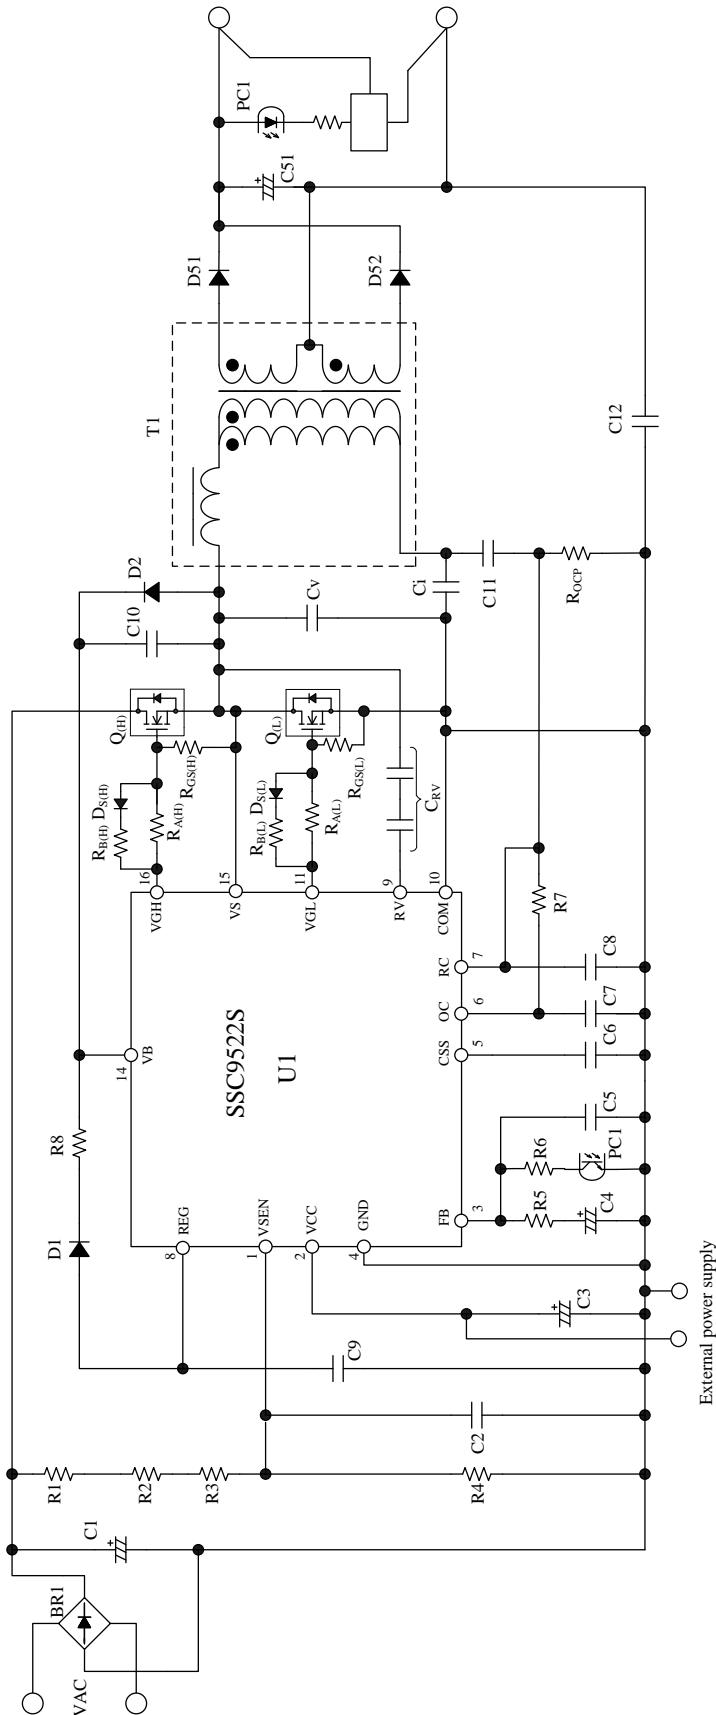 VAC
BR1
C1
R1
R2
R3
R4
C2
C9
C3
External power supply
D1
R8
REG
8
VSEN
1
VCC
2
GND
4
VB
14
SSC9522S
U1
FB
3
R5
C4
R6
PC1
C5
CSS
5
C6
OC
6
C7
RC
7
C8
R7
VGH
16
VS
15
VGL
11
RV
9
COM
10
RB(H)
DS(H)
RA(H)
RGS(H)
Q(H)
RB(L)
DS(L)
RA(L)
RGS(L)
Q(L)
CRV
C10
D2
Cv
Ci
C11
ROCP
T1
C12
D51
D52
C51
PC1